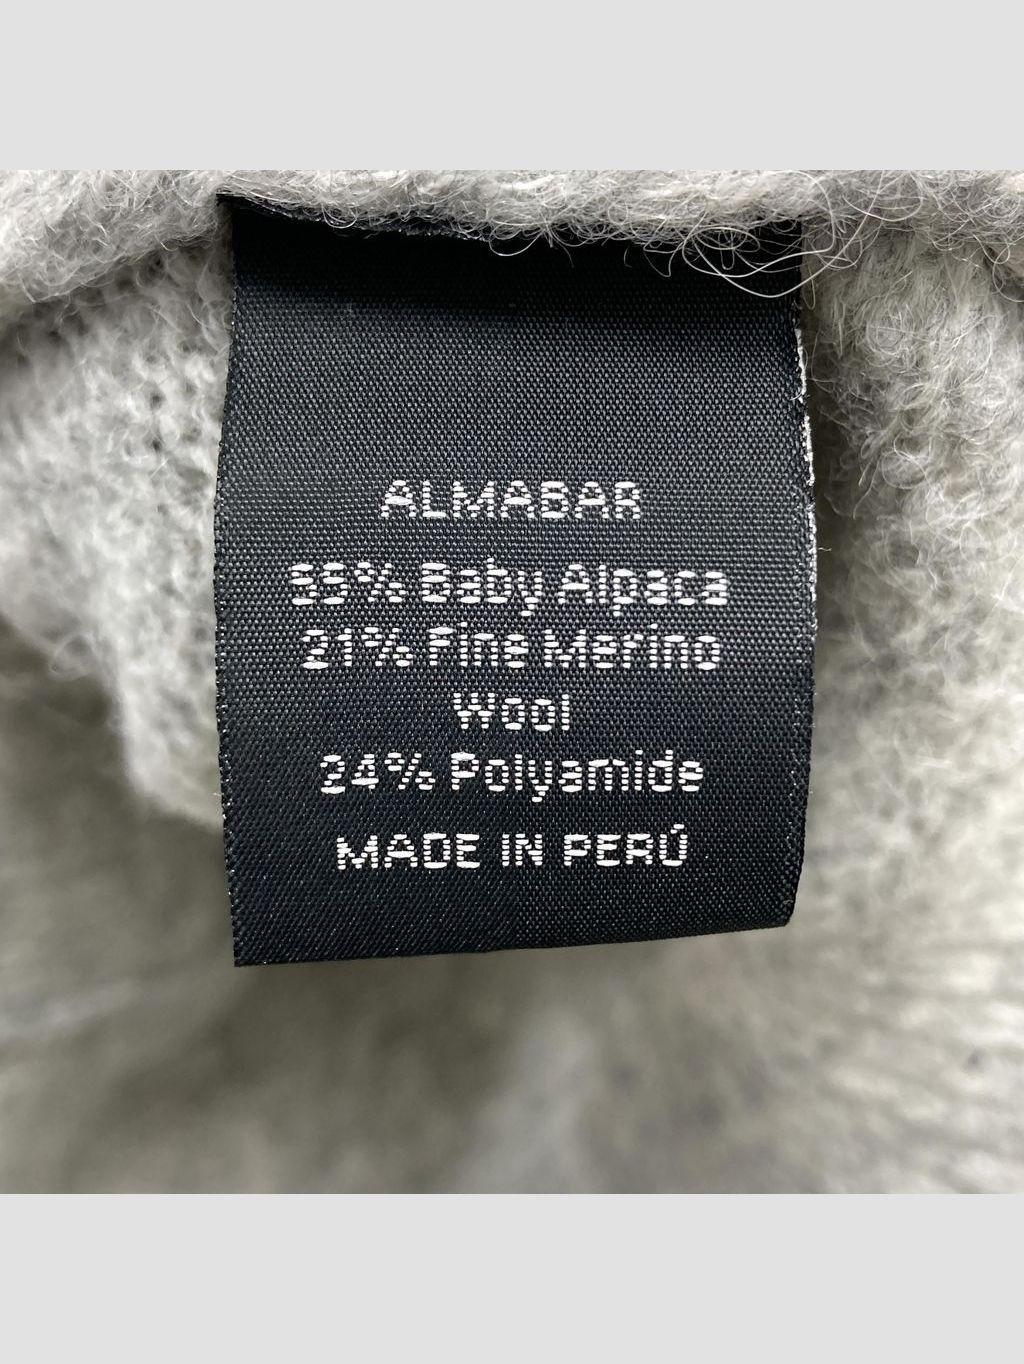 ALMABAR
55% Baby Alpaca
21% Fine Merino
Wool
24% Polyamide
MADE IN PERÚ